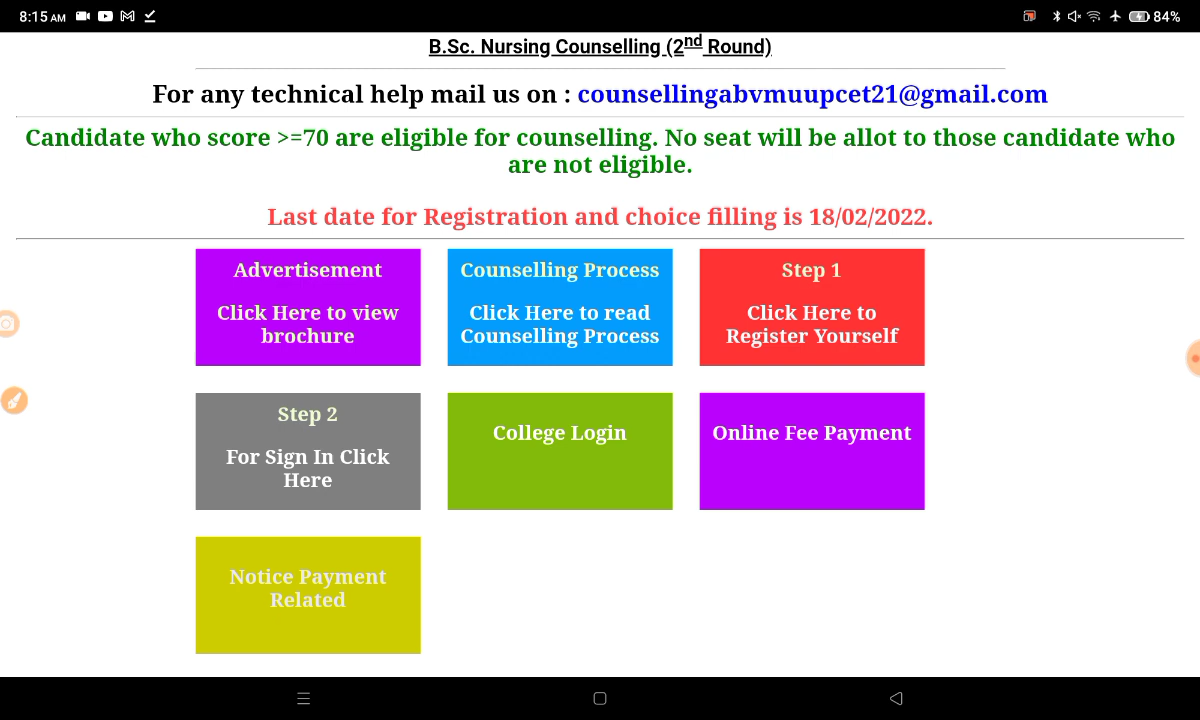 8:15 AM
84%
B.Sc. Nursing Counselling (2nd Round)
For any technical help mail us on : counsellingabvmuupcet21@gmail.com
Candidate who score >=70 are eligible for counselling. No seat will be allot to those candidate who
are not eligible.
Last date for Registration and choice filling is 18/02/2022.
Advertisement
Click Here to view
brochure
Counselling Process
Click Here to read
Counselling Process
Step 1
Click Here to
Register Yourself
Step 2
For Sign In Click
Here
College Login
Online Fee Payment
Notice Payment
Related